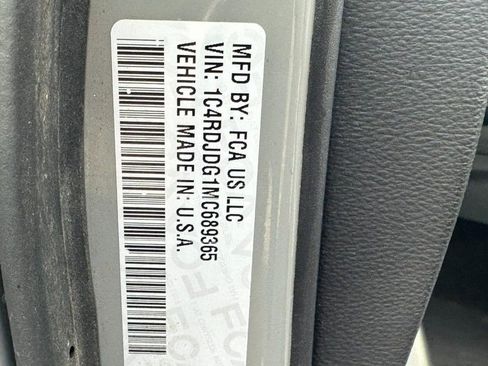 MFD BY: FCA US LLC
VIN: 1C4RDJDG1MC689365
VEHICLE MADE IN: U.S.A.